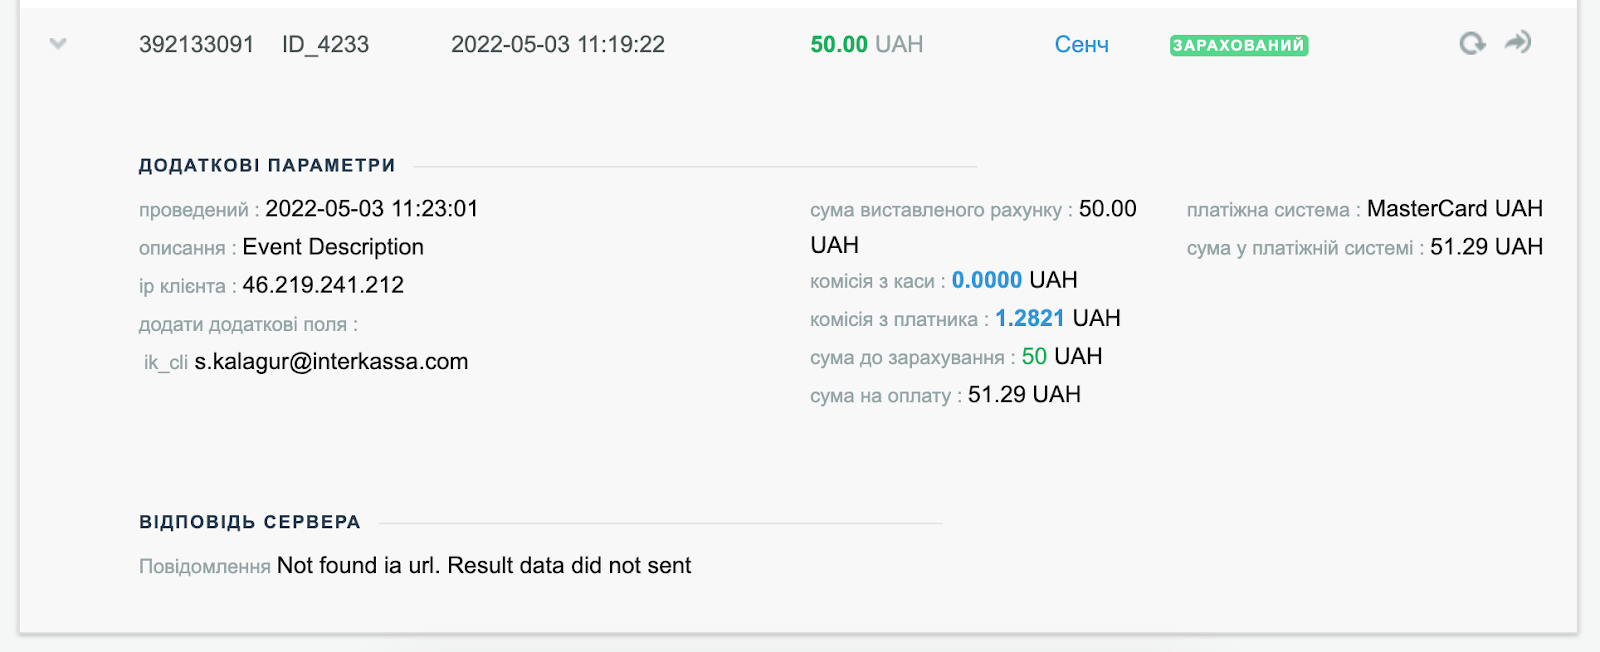 392133091 ID_4233 2022-05-03 11:19:22 50.00 UAH Сенч ЗАРАХОВАНИЙ
ДОДАТКОВІ ПАРАМЕТРИ
проведений : 2022-05-03 11:23:01
описання : Event Description
ip клієнта : 46.219.241.212
додати додаткові поля :
ik_cli s.kalagur@interkassa.com
сума виставленого рахунку : 50.00
UAH
комісія з каси : 0.0000 UAH
комісія з платника : 1.2821 UAH
сума до зарахування : 50 UAH
сума на оплату : 51.29 UAH
платіжна система : MasterCard UAH
сума у платіжній системі : 51.29 UAH
ВІДПОВІДЬ СЕРВЕРА
Повідомлення Not found ia url. Result data did not sent